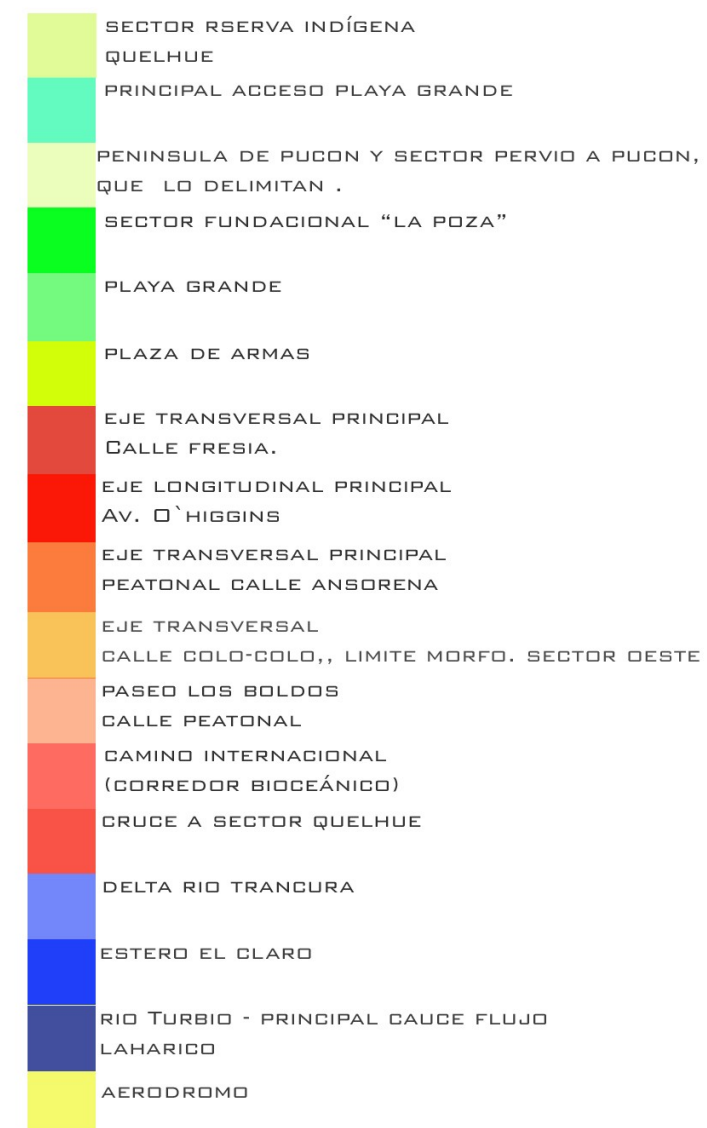 SECTOR RSERVA INDÍGENA
QUELHUE
PRINCIPAL ACCESO PLAYA GRANDE
PENINSULA DE PUCON Y SECTOR PERVIO A PUCON,
QUE LO DELIMITAN .
SECTOR FUNDACIONAL “LA POZA”
PLAYA GRANDE
PLAZA DE ARMAS
EJE TRANSVERSAL PRINCIPAL
CALLE FRESIA.
EJE LONGITUDINAL PRINCIPAL
AV. O`HIGGINS
EJE TRANSVERSAL PRINCIPAL
PEATONAL CALLE ANSORENA
EJE TRANSVERSAL
CALLE COLO-COLO,, LIMITE MORFO. SECTOR OESTE
PASEO LOS BOLDOS
CALLE PEATONAL
CAMINO INTERNACIONAL
(CORREDOR BIOCEÁNICO)
CRUCE A SECTOR QUELHUE
DELTA RIO TRANCURA
ESTERO EL CLARO
RIO TURBIO - PRINCIPAL CAUCE FLUJO
LAHARICO
AERODROMO